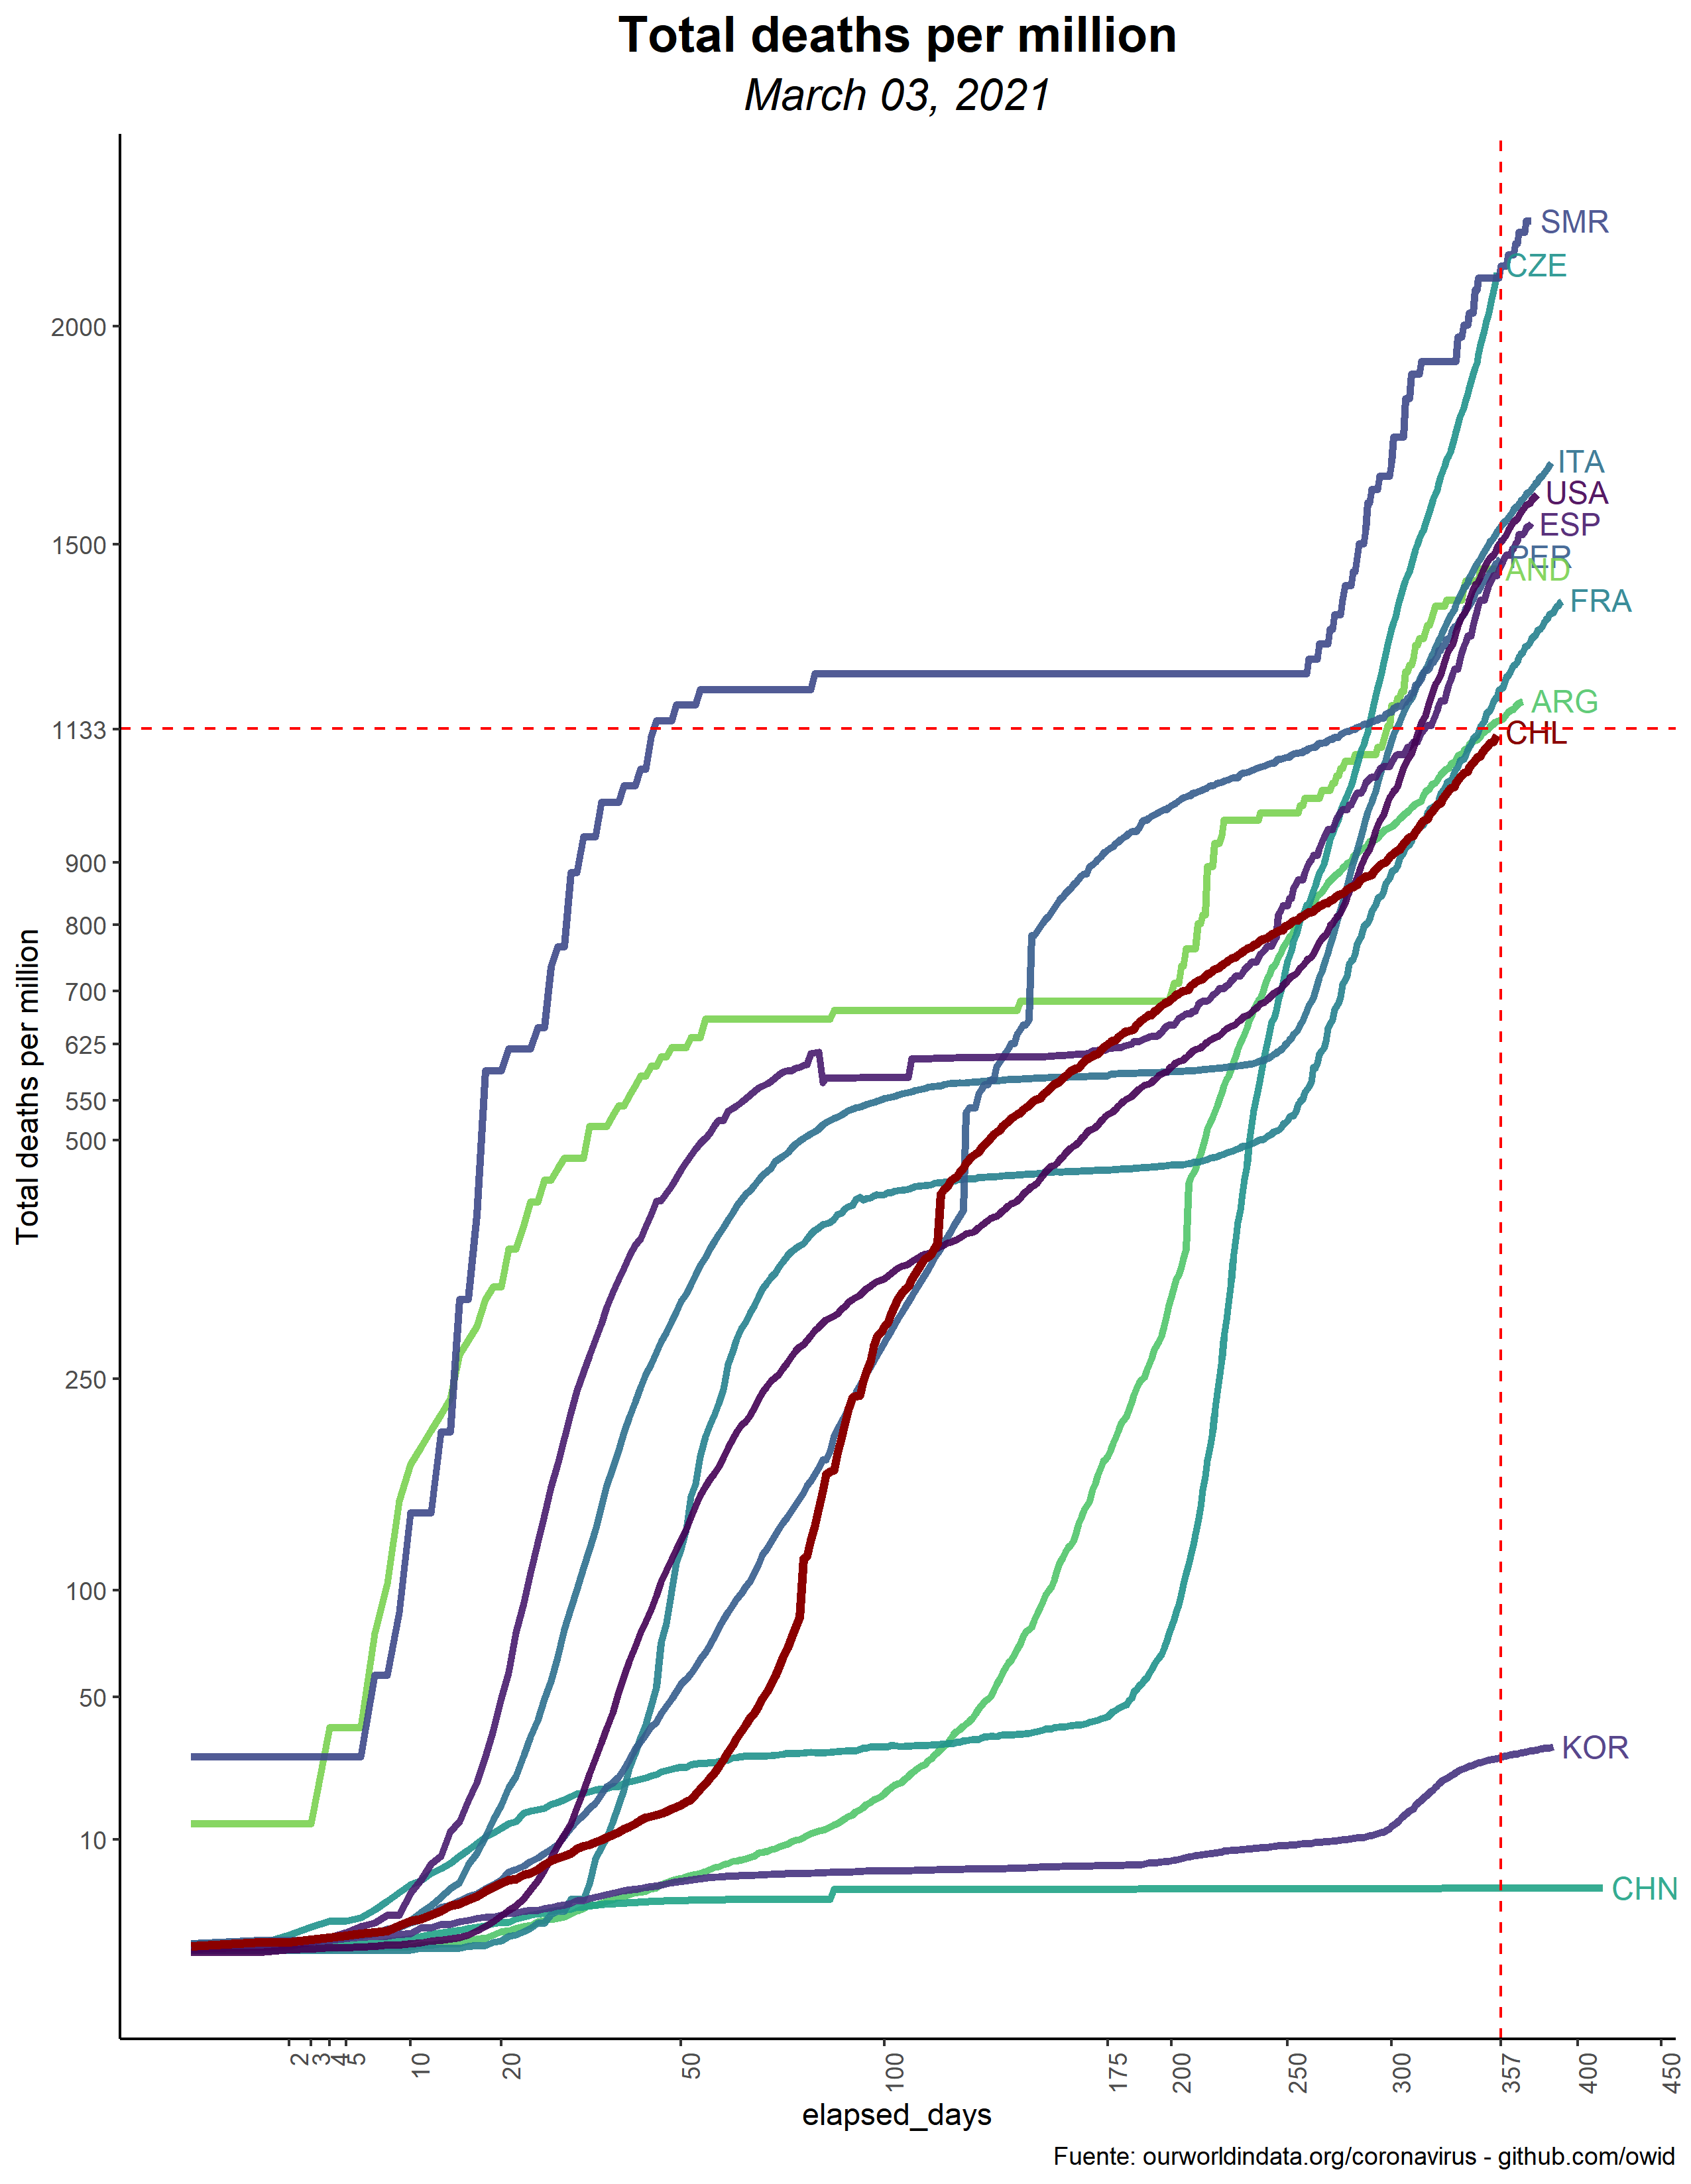 Total deaths per million
March 03, 2021
Total deaths per million
2000
1500
1133
900
800
700
625
550
500
250
100
50
10
SMR
CZE
ITA
USA
ESP
PER
AND
FRA
ARG
CHL
KOR
CHN
2 3 4 5 10 20 50 100 175 200 250 300 357 400 450
elapsed_days
Fuente: ourworldindata.org/coronavirus - github.com/owid